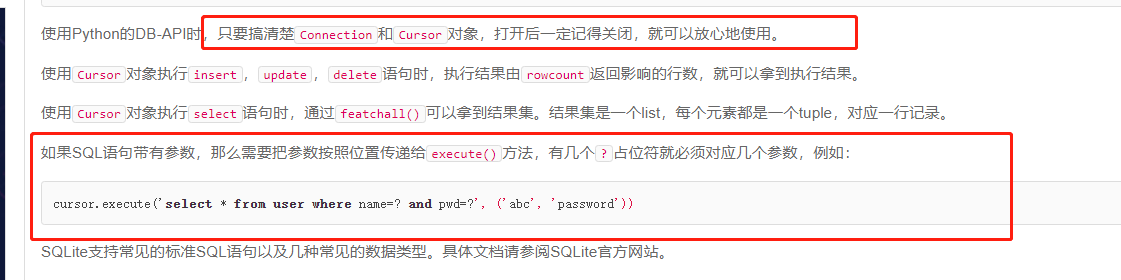 使用Python的DB-API时，只要搞清楚Connection和Cursor对象，打开后一定记得关闭，就可以放心地使用。
使用Cursor对象执行insert，update，delete语句时，执行结果由rowcount返回影响的行数，就可以拿到执行结果。
使用Cursor对象执行select语句时，通过featchall()可以拿到结果集。结果集是一个list，每个元素都是一个tuple，对应一行记录。
如果SQL语句带有参数，那么需要把参数按照位置传递给execute()方法，有几个?占位符就必须对应几个参数，例如：
cursor.execute('select * from user where name=? and pwd=?', ('abc', 'password'))
SQLite支持常见的标准SQL语句以及几种常见的数据类型。具体文档请参阅SQLite官方网站。